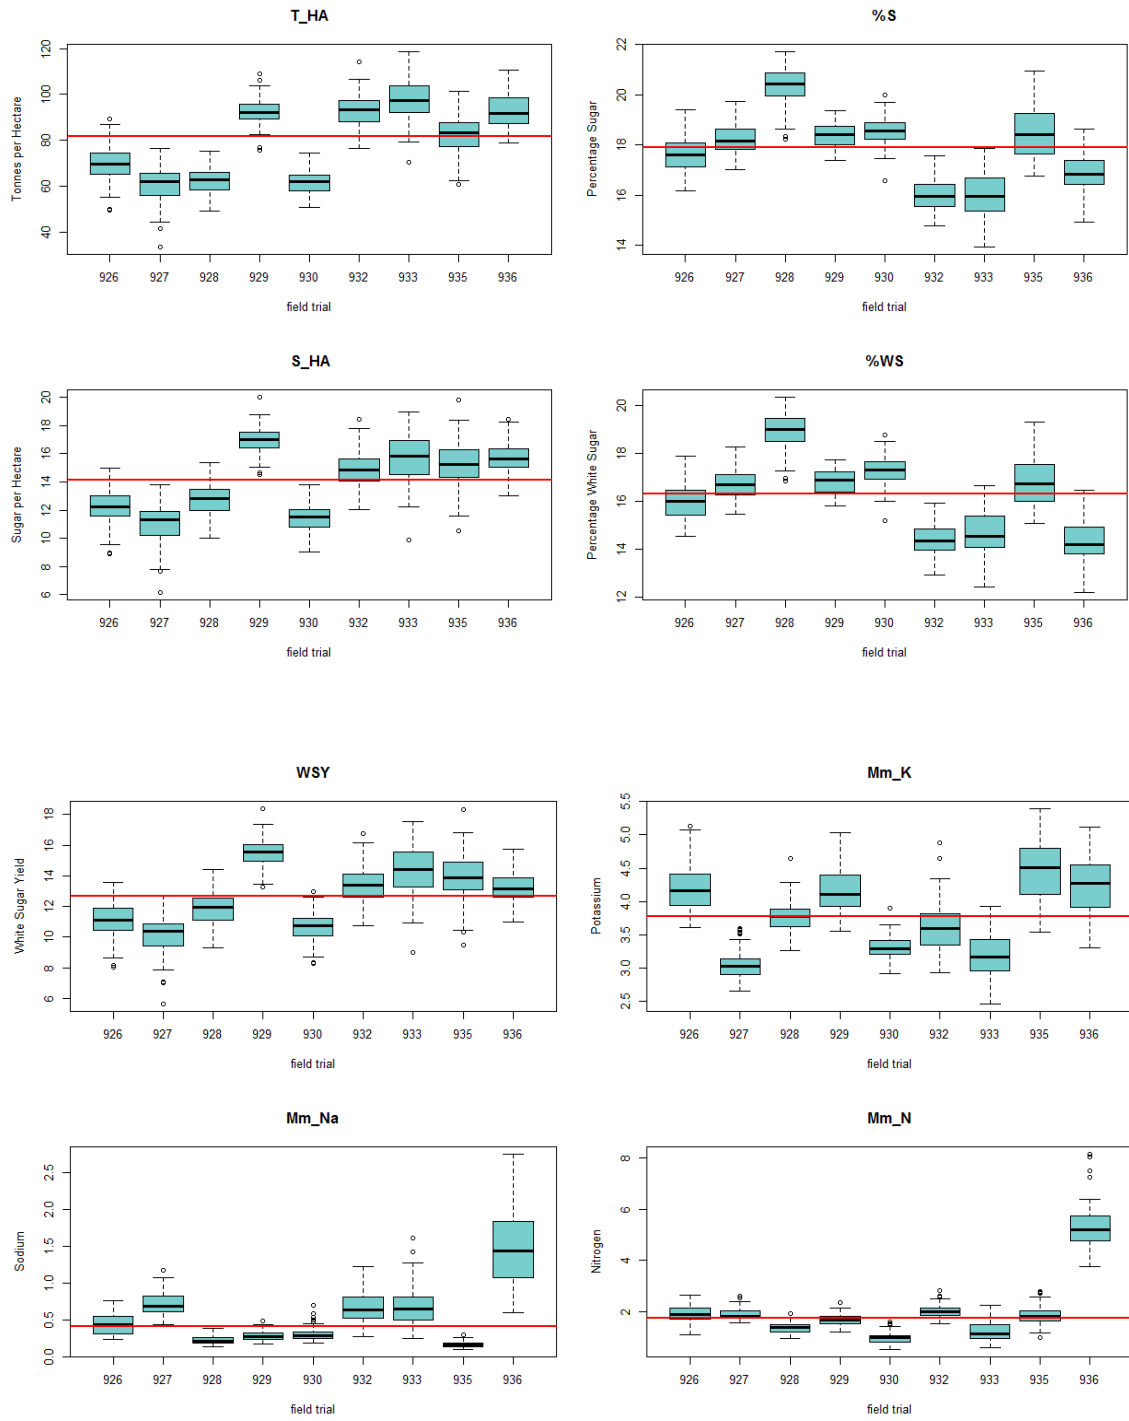 T_HA
Tonnes per Hectare
120
100
80
60
40
926 927 928 929 930 932 933 935 936
field trial
%S
Percentage Sugar
22
20
18
16
14
926 927 928 929 930 932 933 935 936
field trial
S_HA
Sugar per Hectare
20
18
16
14
12
10
8
6
926 927 928 929 930 932 933 935 936
field trial
%WS
Percentage White Sugar
20
18
16
14
12
926 927 928 929 930 932 933 935 936
field trial
WSY
White Sugar Yield
18
16
14
12
10
8
6
926 927 928 929 930 932 933 935 936
field trial
Mm_K
Potassium
5.5
5.0
4.5
4.0
3.5
3.0
2.5
926 927 928 929 930 932 933 935 936
field trial
Mm_Na
Sodium
2.5
2.0
1.5
1.0
0.5
0.0
926 927 928 929 930 932 933 935 936
field trial
Mm_N
Nitrogen
8
6
4
2
926 927 928 929 930 932 933 935 936
field trial